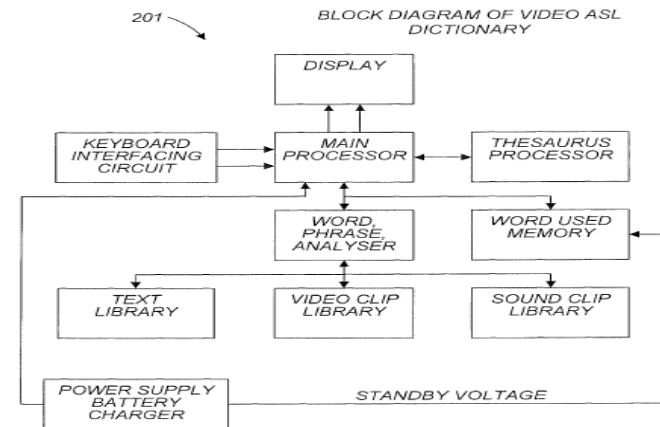 201
BLOCK DIAGRAM OF VIDEO ASL
DICTIONARY
DISPLAY
KEYBOARD
INTERFACING
CIRCUIT
MAIN
PROCESSOR
THESAURUS
PROCESSOR
WORD,
PHRASE,
ANALYSER
WORD USED
MEMORY
TEXT
LIBRARY
VIDEO CLIP
LIBRARY
SOUND CLIP
LIBRARY
POWER SUPPLY
BATTERY
CHARGER
STANDBY VOLTAGE